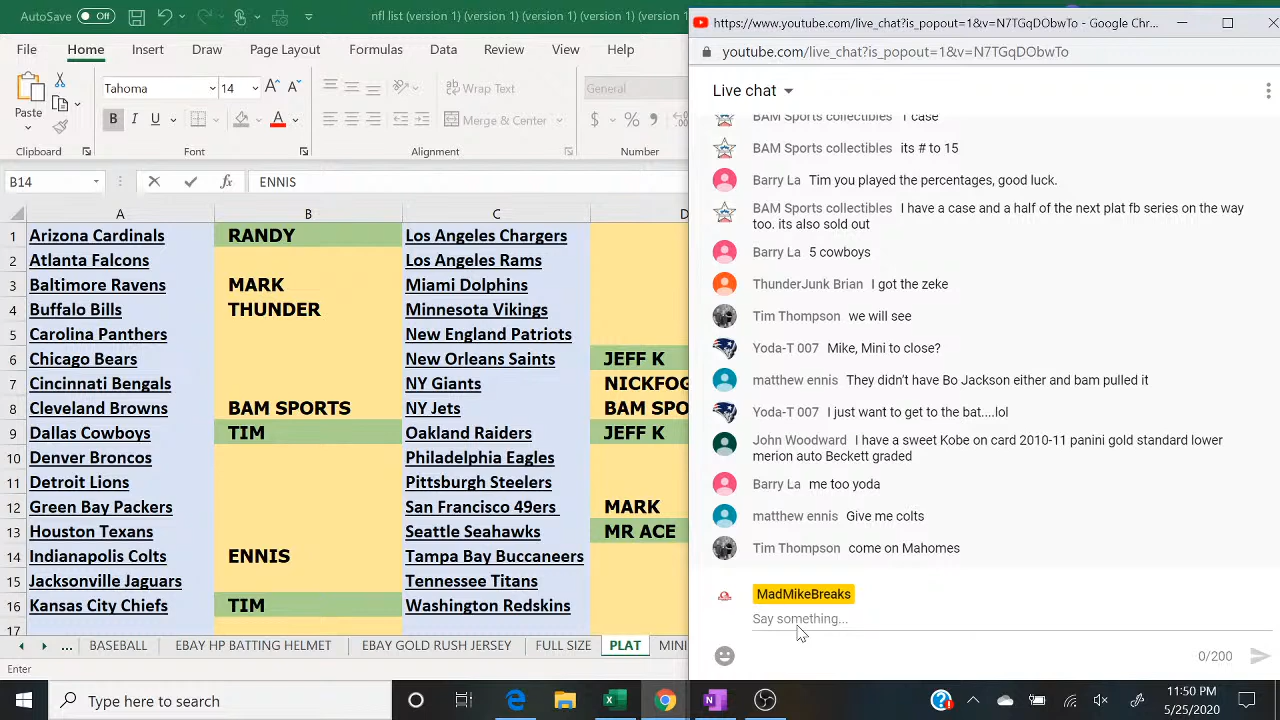 AutoSave Off
nfl list (version 1) (version 1) (version 1) (version 1) (version
https://www.youtube.com/live_chat?is_popout=1&v=N7TGqDObwTo - Google Chr...
File Home Insert Draw Page Layout Formulas Data Review View Help
youtube.com/live_chat?is_popout=1&v=N7TGqDObwTo
Paste
Tahoma 14
Wrap Text
Merge & Center
General
Clipboard Font Alignment Number
B14 ENNIS
A B C D
1 Arizona Cardinals RANDY Los Angeles Chargers
2 Atlanta Falcons Los Angeles Rams
3 Baltimore Ravens MARK Miami Dolphins
4 Buffalo Bills THUNDER Minnesota Vikings
5 Carolina Panthers New England Patriots
6 Chicago Bears New Orleans Saints JEFF K
7 Cincinnati Bengals NY Giants NICKFOG
8 Cleveland Browns BAM SPORTS NY Jets BAM SPO
9 Dallas Cowboys TIM Oakland Raiders JEFF K
10 Denver Broncos Philadelphia Eagles
11 Detroit Lions Pittsburgh Steelers
12 Green Bay Packers San Francisco 49ers MARK
13 Houston Texans Seattle Seahawks MR ACE
14 Indianapolis Colts ENNIS Tampa Bay Buccaneers
15 Jacksonville Jaguars Tennessee Titans
16 Kansas City Chiefs TIM Washington Redskins
17
... BASEBALL EBAY HP BATTING HELMET EBAY GOLD RUSH JERSEY FULL SIZE PLAT MINI
Enter
Live chat
BAM Sports collectibles 1 case
BAM Sports collectibles its # to 15
Barry La Tim you played the percentages, good luck.
BAM Sports collectibles I have a case and a half of the next plat fb series on the way
too. its also sold out
Barry La 5 cowboys
ThunderJunk Brian I got the zeke
Tim Thompson we will see
Yoda-T 007 Mike, Mini to close?
matthew ennis They didn't have Bo Jackson either and bam pulled it
Yoda-T 007 I just want to get to the bat....lol
John Woodward I have a sweet Kobe on card 2010-11 panini gold standard lower
merion auto Beckett graded
Barry La me too yoda
matthew ennis Give me colts
Tim Thompson come on Mahomes
MadMikeBreaks
Say something...
0/200
Type here to search
11:50 PM
5/25/2020